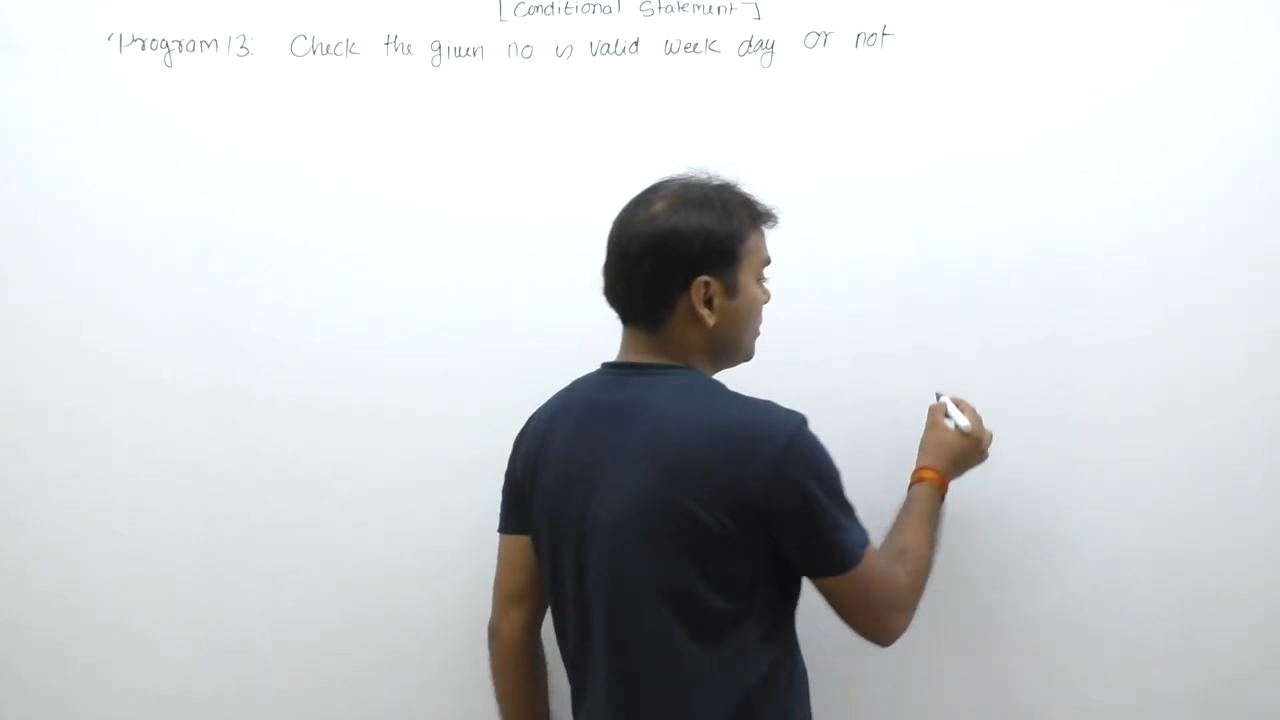 [Conditional Statement]
Program 13: Check the given no is valid week day or not